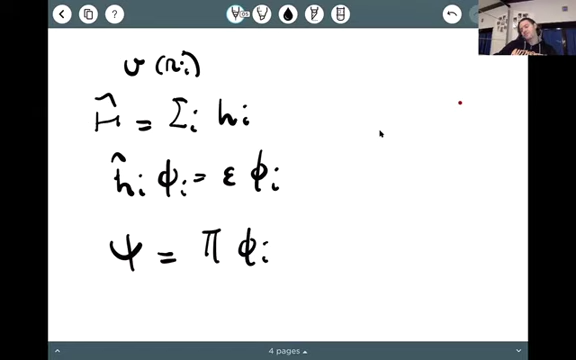 v(ri)
Ĥ = Σi hi
ĥi ϕi = ε ϕi
ψ = Π ϕi
4 pages